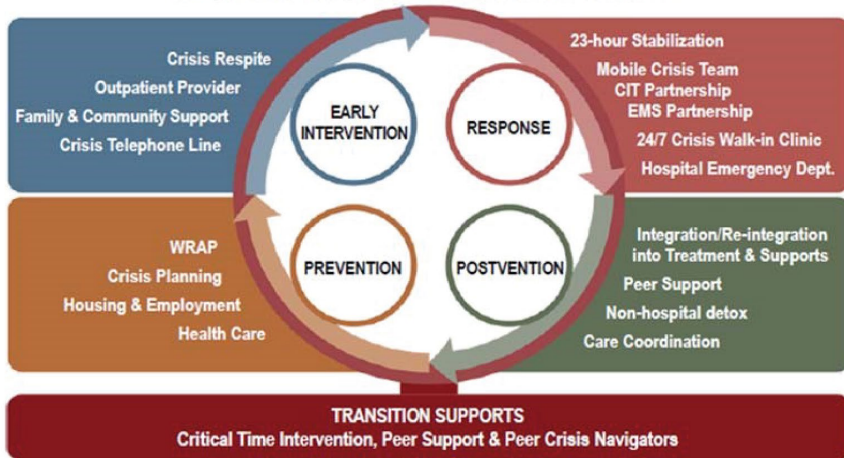 Crisis Respite
Outpatient Provider
Family & Community Support
Crisis Telephone Line
EARLY
INTERVENTION
RESPONSE
23-hour Stabilization
Mobile Crisis Team
CIT Partnership
EMS Partnership
24/7 Crisis Walk-in Clinic
Hospital Emergency Dept.
WRAP
Crisis Planning
Housing & Employment
Health Care
PREVENTION
POSTVENTION
Integration/Re-integration
into Treatment & Supports
Peer Support
Non-hospital detox
Care Coordination
TRANSITION SUPPORTS
Critical Time Intervention, Peer Support & Peer Crisis Navigators